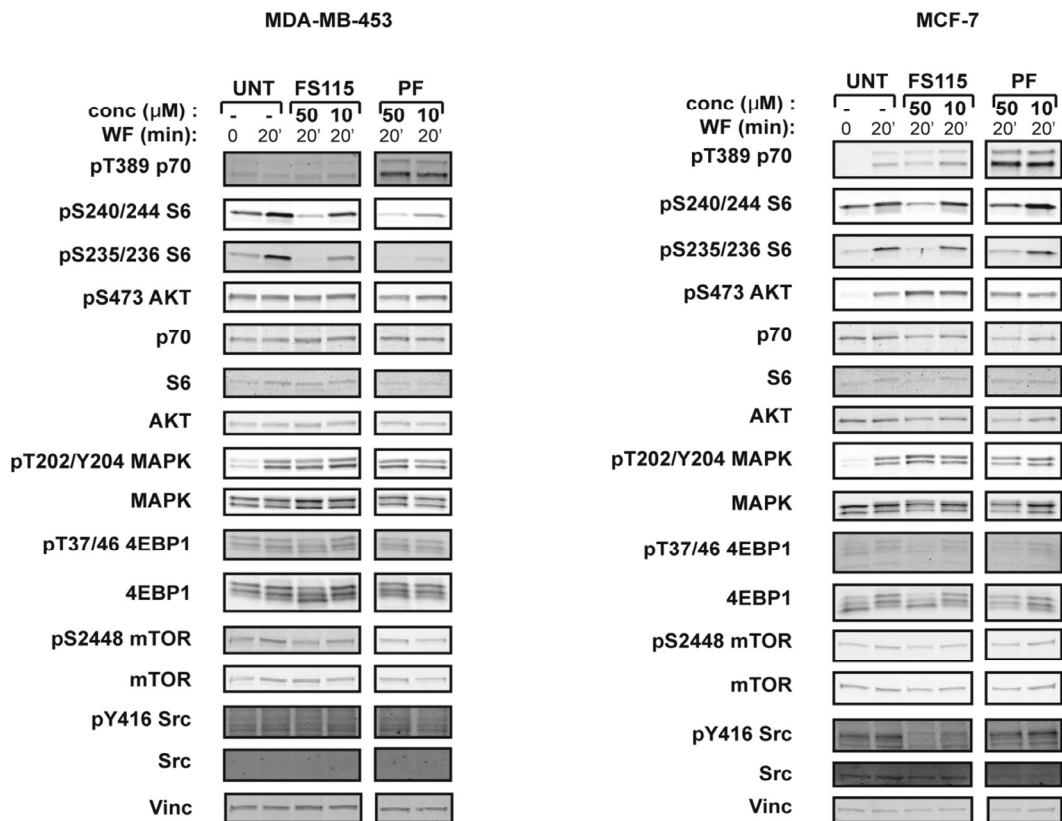 MDA-MB-453
UNT FS115 PF
conc (µM) : - - 50 10 50 10
WF (min): 0 20' 20' 20' 20' 20'
pT389 p70
pS240/244 S6
pS235/236 S6
pS473 AKT
p70
S6
AKT
pT202/Y204 MAPK
MAPK
pT37/46 4EBP1
4EBP1
pS2448 mTOR
mTOR
pY416 Src
Src
Vinc
MCF-7
UNT FS115 PF
conc (µM) : - - 50 10 50 10
WF (min): 0 20' 20' 20' 20' 20'
pT389 p70
pS240/244 S6
pS235/236 S6
pS473 AKT
p70
S6
AKT
pT202/Y204 MAPK
MAPK
pT37/46 4EBP1
4EBP1
pS2448 mTOR
mTOR
pY416 Src
Src
Vinc